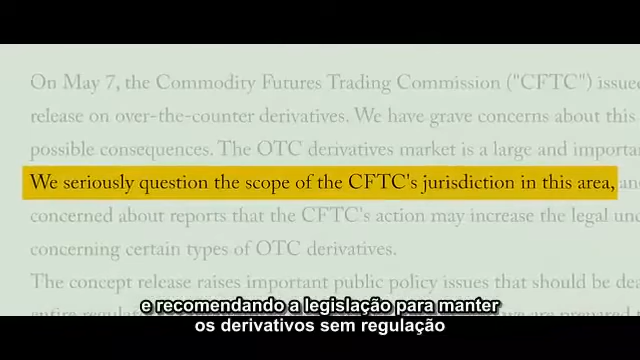 On May 7, the Commodity Futures Trading Commission ("CFTC") issued
release on over-the-counter derivatives. We have grave concerns about this
possible consequences. The OTC derivatives market is a large and important
We seriously question the scope of the CFTC's jurisdiction in this area,
concerned about reports that the CFTC's action may increase the legal
concerning certain types of OTC derivatives.
The concept release raises important public policy issues that should be
e recomendando a legislação para manter
os derivativos sem regulação